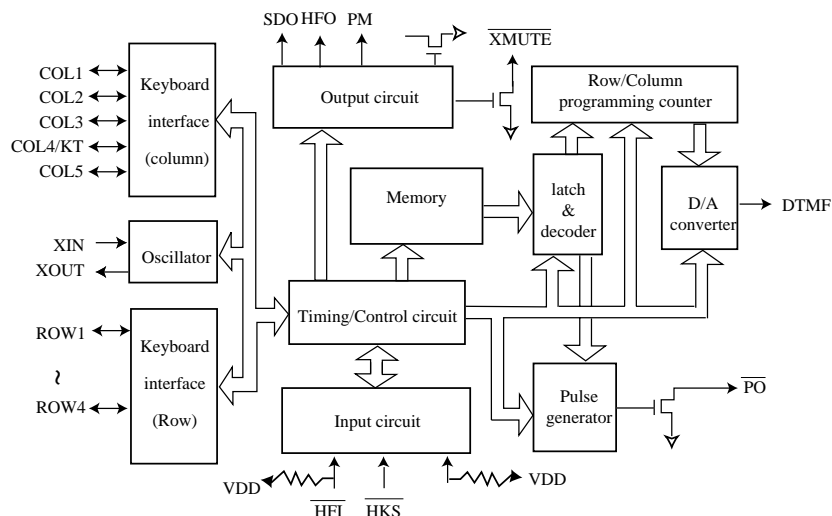 SDO HFO PM
XMUTE
COL1
COL2
COL3
COL4/KT
COL5
Keyboard
interface
(column)
Output circuit
Row/Column
programming counter
Memory
latch
&
decoder
D/A
converter
DTMF
XIN
XOUT
Oscillator
Timing/Control circuit
ROW1
~
ROW4
Keyboard
interface
(Row)
Input circuit
Pulse
generator
PO
VDD
VDD
HFI
HKS